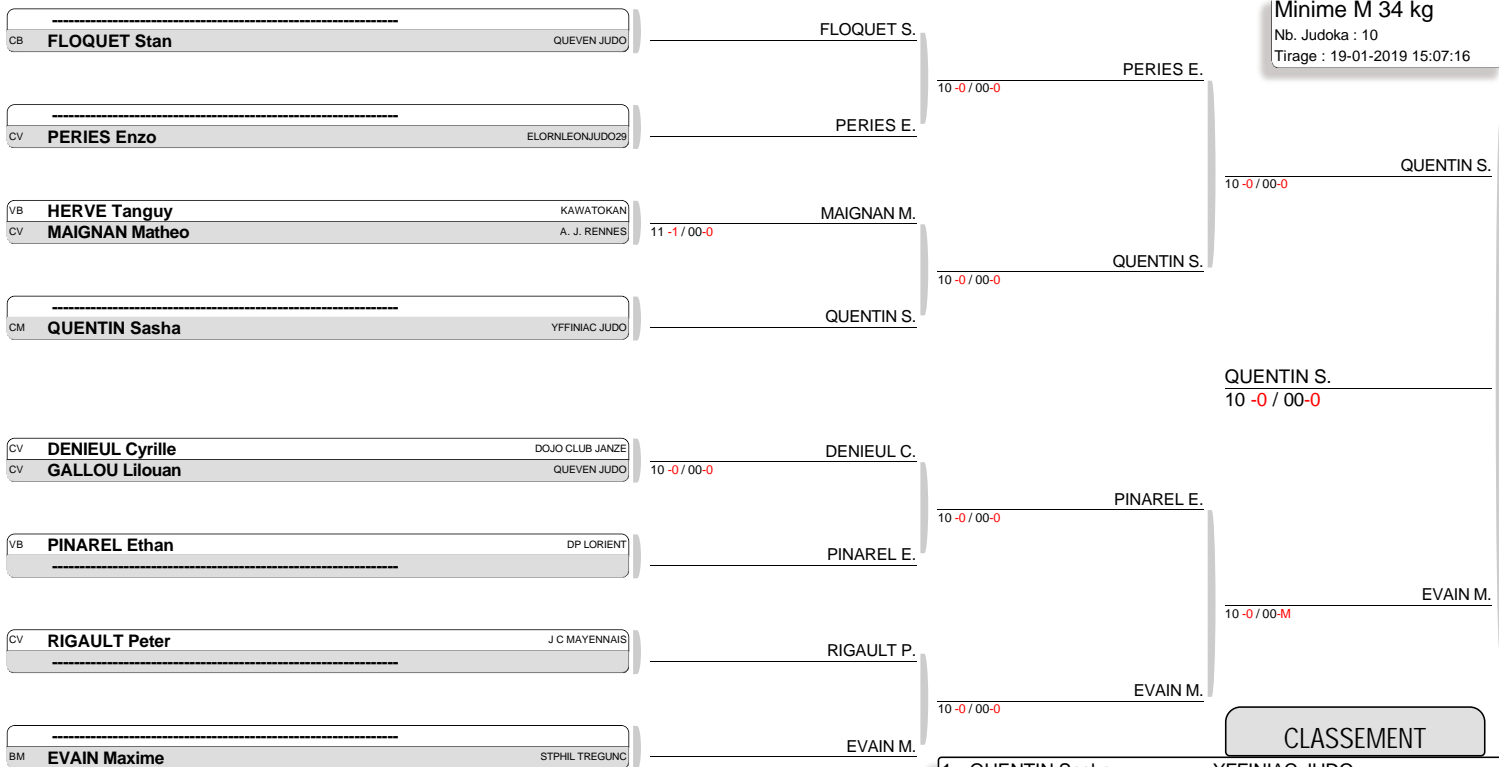 Minime M 34 kg
Nb. Judoka : 10
Tirage : 19-01-2019 15:07:16
------------------------------------------------------------------------------
CB FLOQUET Stan QUEVEN JUDO
------------------------------------------------------------------------------
CV PERIES Enzo ELORNLEONJUDO29
VB HERVE Tanguy KAWATOKAN
CV MAIGNAN Matheo A. J. RENNES
------------------------------------------------------------------------------
CM QUENTIN Sasha YFFINIAC JUDO
CV DENIEUL Cyrille DOJO CLUB JANZE
CV GALLOU Lilouan QUEVEN JUDO
VB PINAREL Ethan DP LORIENT
------------------------------------------------------------------------------
CV RIGAULT Peter J C MAYENNAIS
------------------------------------------------------------------------------
------------------------------------------------------------------------------
BM EVAIN Maxime STPHIL TREGUNC
FLOQUET S.
PERIES E.
MAIGNAN M.
11 -1 / 00-0
QUENTIN S.
DENIEUL C.
10 -0 / 00-0
PINAREL E.
RIGAULT P.
EVAIN M.
PERIES E.
10 -0 / 00-0
QUENTIN S.
10 -0 / 00-0
PINAREL E.
10 -0 / 00-0
EVAIN M.
10 -0 / 00-0
QUENTIN S.
10 -0 / 00-0
QUENTIN S.
10 -0 / 00-0
EVAIN M.
10 -0 / 00-M
CLASSEMENT